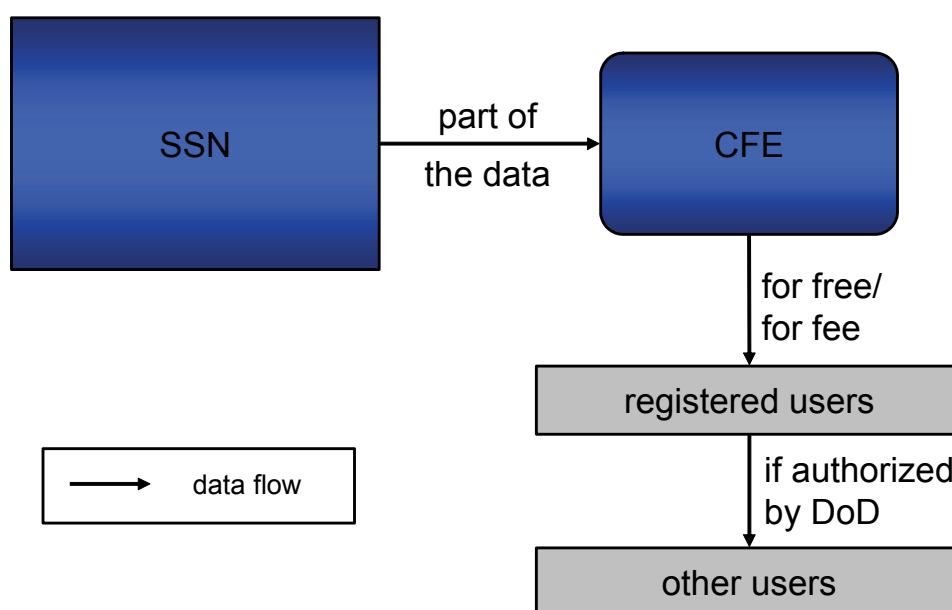 SSN
part of
the data
CFE
for free/
for fee
registered users
if authorized
by DoD
other users
data flow